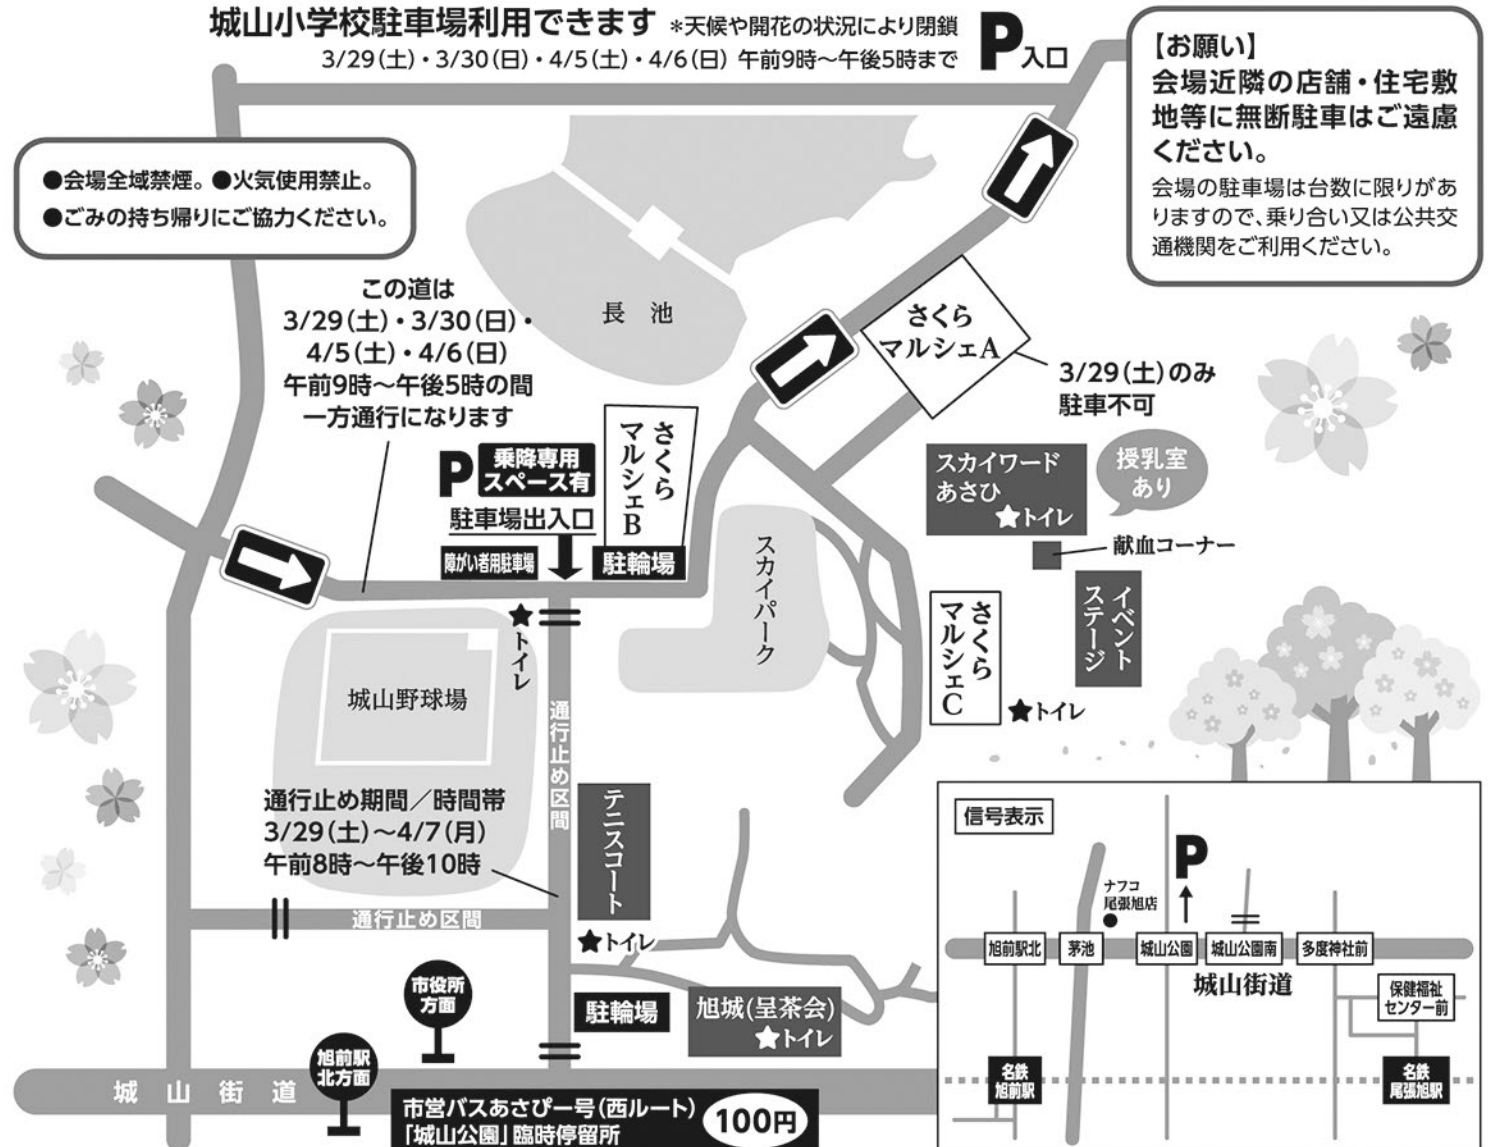 城山小学校駐車場利用できます *天候や開花の状況により閉鎖
3/29(土)・3/30(日)・4/5(土)・4/6(日) 午前9時～午後5時まで
P入口
【お願い】
会場近隣の店舗・住宅敷
地等に無断駐車はご遠慮
ください。
会場の駐車場は台数に限りがあ
りますので、乗り合い又は公共交
通機関をご利用ください。
●会場全域禁煙。●火気使用禁止。
●ごみの持ち帰りにご協力ください。
この道は
3/29(土)・3/30(日)・
4/5(土)・4/6(日)
午前9時～午後5時の間
一方通行になります
長池
さくら
マルシェA
3/29(土)のみ
駐車不可
P
乗降専用
スペース有
駐車場出入口
障がい者用駐車場
さくら
マルシェB
駐輪場
スカイワード
あさひ
★トイレ
授乳室
あり
献血コーナー
イベント
ステージ
スカイパーク
さくら
マルシェC
★トイレ
★トイレ
城山野球場
通行止め区間
通行止め期間／時間帯
3/29(土)～4/7(月)
午前8時～午後10時
テニスコート
★トイレ
通行止め区間
市役所
方面
旭前駅
北方面
駐輪場
旭城(呈茶会)
★トイレ
城山街道
市営バスあさぴー号(西ルート)
「城山公園」臨時停留所
100円
信号表示
P
ナフコ
尾張旭店
旭前駅北
茅池
城山公園
城山公園南
多度神社前
城山街道
保健福祉
センター前
名鉄
旭前駅
名鉄
尾張旭駅